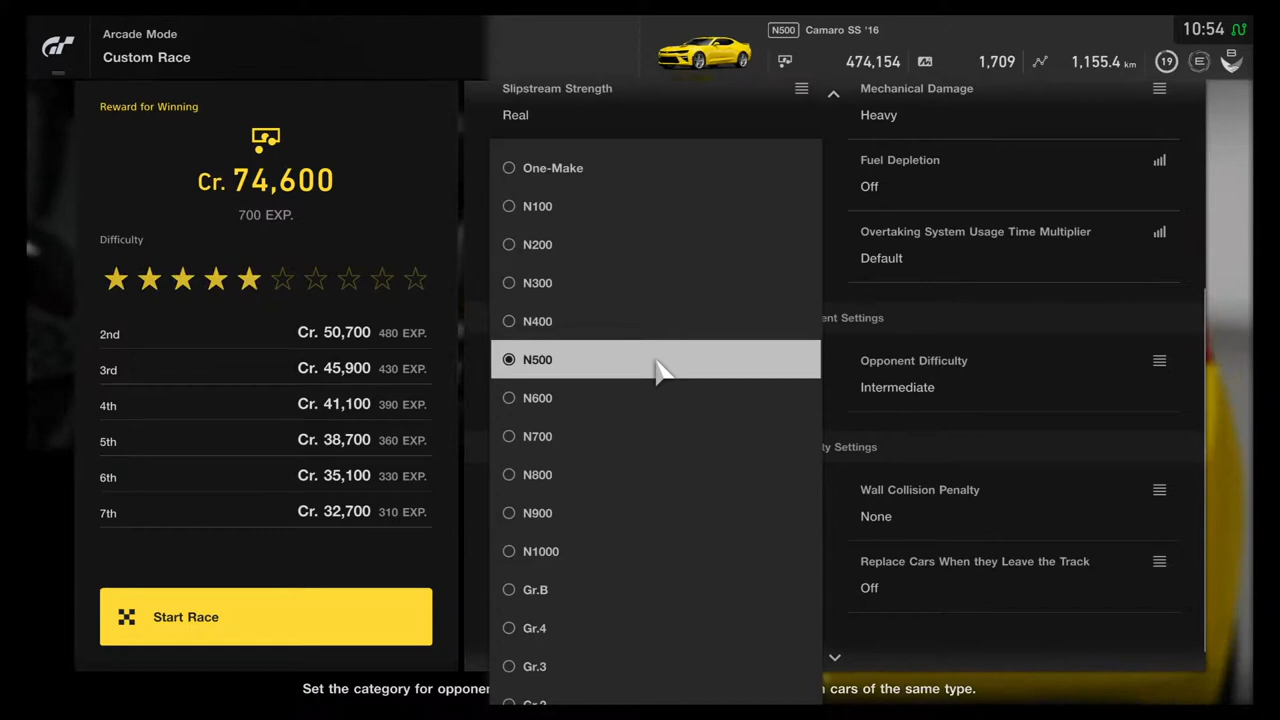 Arcade Mode
Custom Race
N500 Camaro SS '16
474,154 1,709 1,155.4 km 19 E B
10:54
Reward for Winning
Cr. 74,600
700 EXP.
Difficulty
2nd Cr. 50,700 480 EXP.
3rd Cr. 45,900 430 EXP.
4th Cr. 41,100 390 EXP.
5th Cr. 38,700 360 EXP.
6th Cr. 35,100 330 EXP.
7th Cr. 32,700 310 EXP.
Start Race
Slipstream Strength
Real
One-Make
N100
N200
N300
N400
N500
N600
N700
N800
N900
N1000
Gr.B
Gr.4
Gr.3
Mechanical Damage
Heavy
Fuel Depletion
Off
Overtaking System Usage Time Multiplier
Default
Settings
Opponent Difficulty
Intermediate
Settings
Wall Collision Penalty
None
Replace Cars When they Leave the Track
Off
Set the category for cars of the same type.